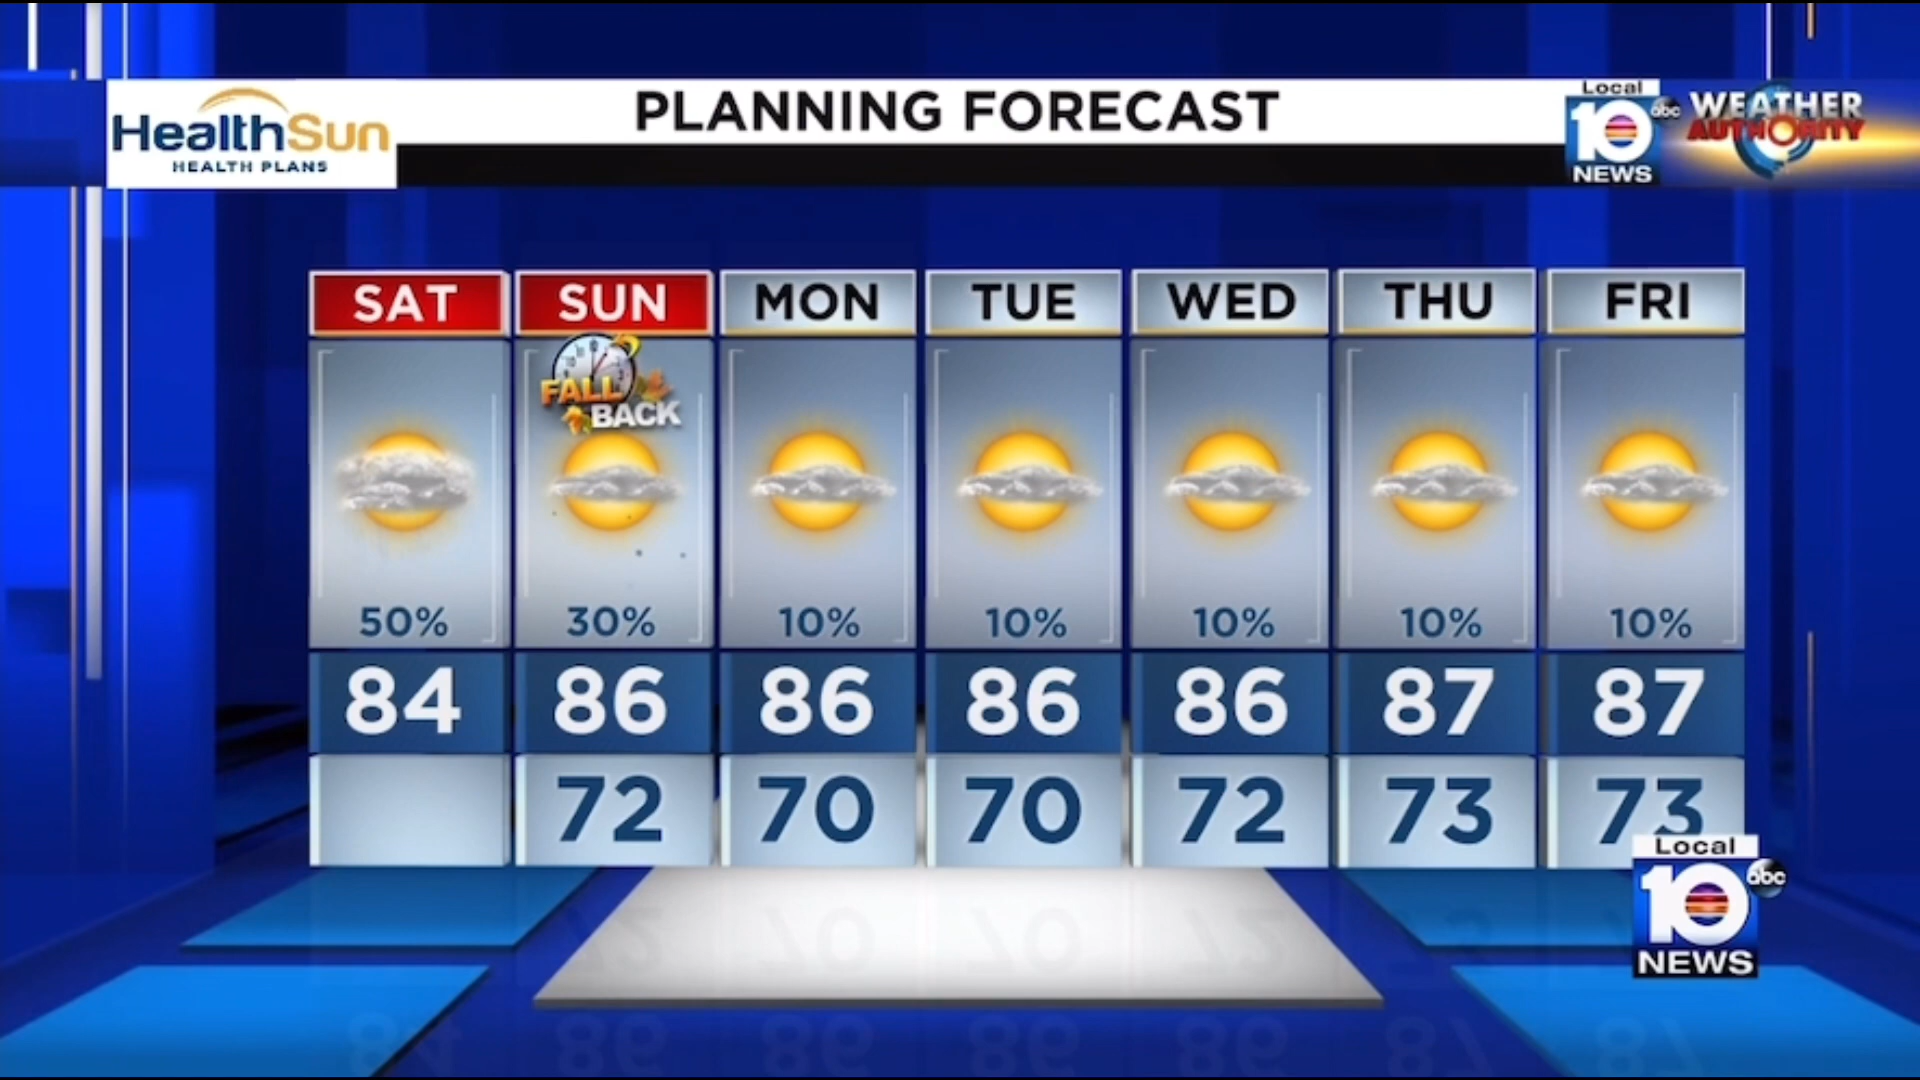 HealthSun
HEALTH PLANS
PLANNING FORECAST
Local
10
abc
NEWS
WEATHER
AUTHORITY
SAT SUN MON TUE WED THU FRI
FALL
BACK
50% 30% 10% 10% 10% 10% 10%
84 86 86 86 86 87 87
72 70 70 72 73 73
Local
10
abc
NEWS